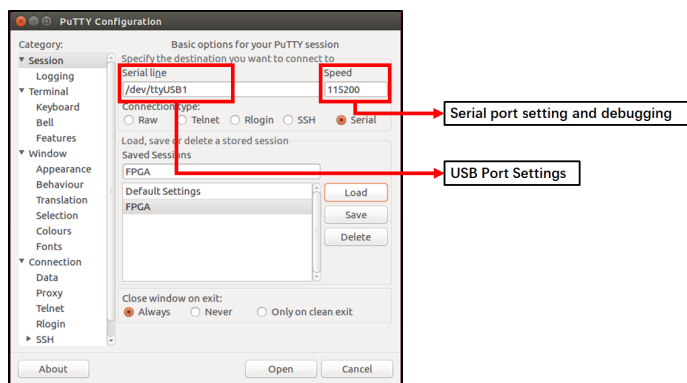 PuTTY Configuration
Category:
Session
Logging
Terminal
Keyboard
Bell
Features
Window
Appearance
Behaviour
Translation
Selection
Colours
Fonts
Connection
Data
Proxy
Telnet
Rlogin
SSH
Basic options for your PuTTY session
Specify the destination you want to connect to
Serial line Speed
/dev/ttyUSB1 115200
Connection type:
Raw Telnet Rlogin SSH Serial
Load, save or delete a stored session
Saved Sessions
FPGA
Default Settings
FPGA
Load
Save
Delete
Close window on exit:
Always Never Only on clean exit
About Open Cancel
Serial port setting and debugging
USB Port Settings